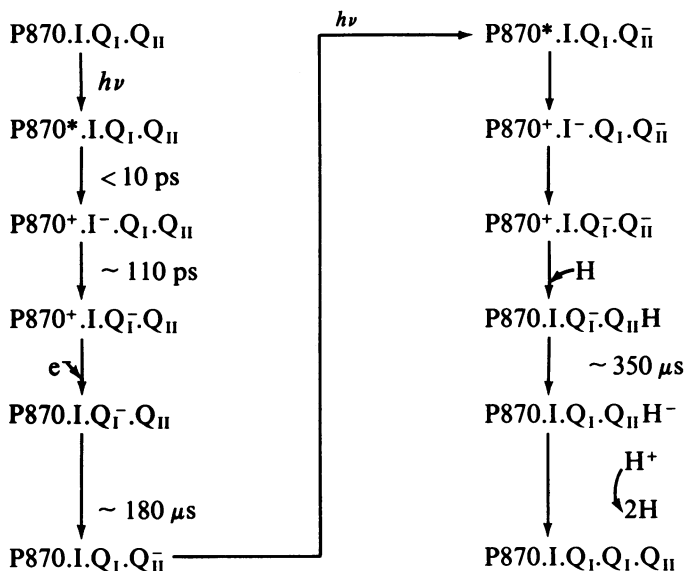 P870.I.Q_I.Q_II
hν
P870*.I.Q_I.Q_II
< 10 ps
P870⁺.I⁻.Q_I.Q_II
~ 110 ps
P870⁺.I.Q_I⁻.Q_II
e⁻
P870.I.Q_I⁻.Q_II
~ 180 μs
P870.I.Q_I.Q_II⁻
hν
P870*.I.Q_I.Q_II⁻
P870⁺.I⁻.Q_I.Q_II⁻
P870⁺.I.Q_I⁻.Q_II⁻
H
P870.I.Q_I⁻.Q_IIH
~ 350 μs
P870.I.Q_I.Q_IIH⁻
H⁺
2H
P870.I.Q_I.Q_I.Q_II